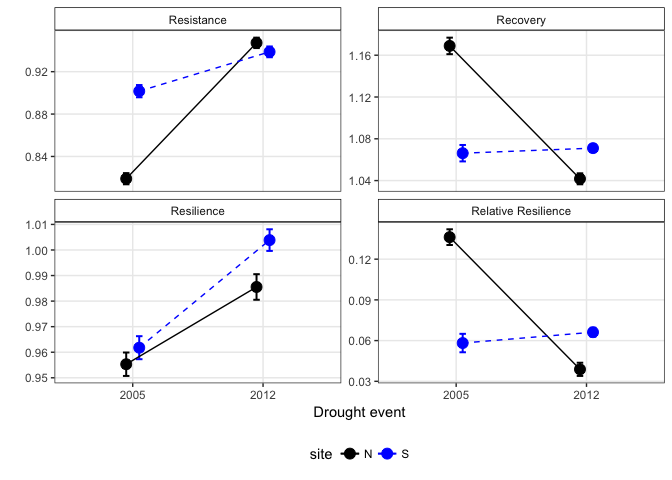 Resistance
Recovery
0.92
0.88
0.84
1.16
1.12
1.08
1.04
Resilience
Relative Resilience
1.01
1.00
0.99
0.98
0.97
0.96
0.95
0.12
0.09
0.06
0.03
2005 2012 2005 2012
Drought event
site N S